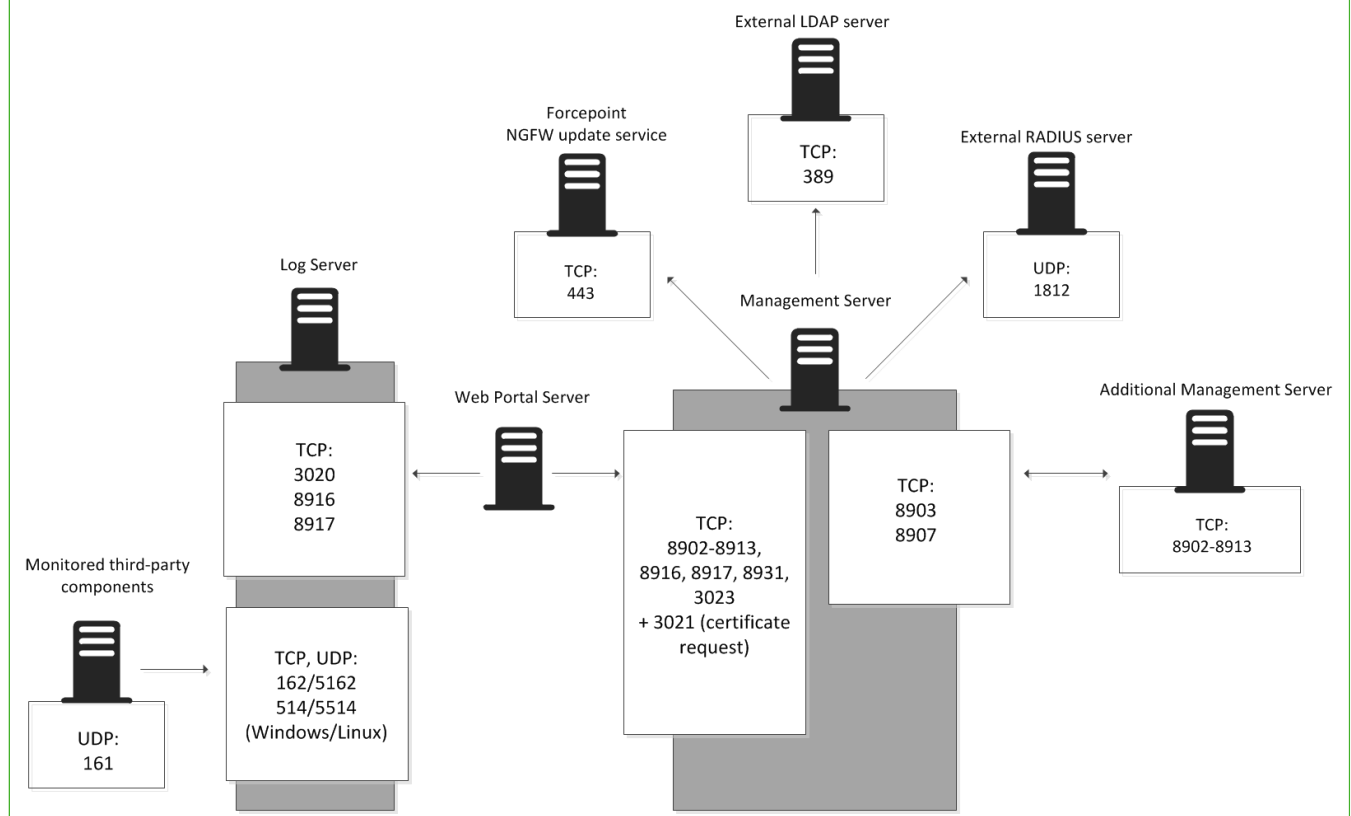 External LDAP server
TCP:
389
Forcepoint
NGFW update service
TCP:
443
External RADIUS server
UDP:
1812
Log Server
TCP:
3020
8916
8917
TCP, UDP:
162/5162
514/5514
(Windows/Linux)
Monitored third-party
components
UDP:
161
Web Portal Server
Management Server
TCP:
8902-8913,
8916, 8917, 8931,
3023
+ 3021 (certificate
request)
TCP:
8903
8907
Additional Management Server
TCP:
8902-8913